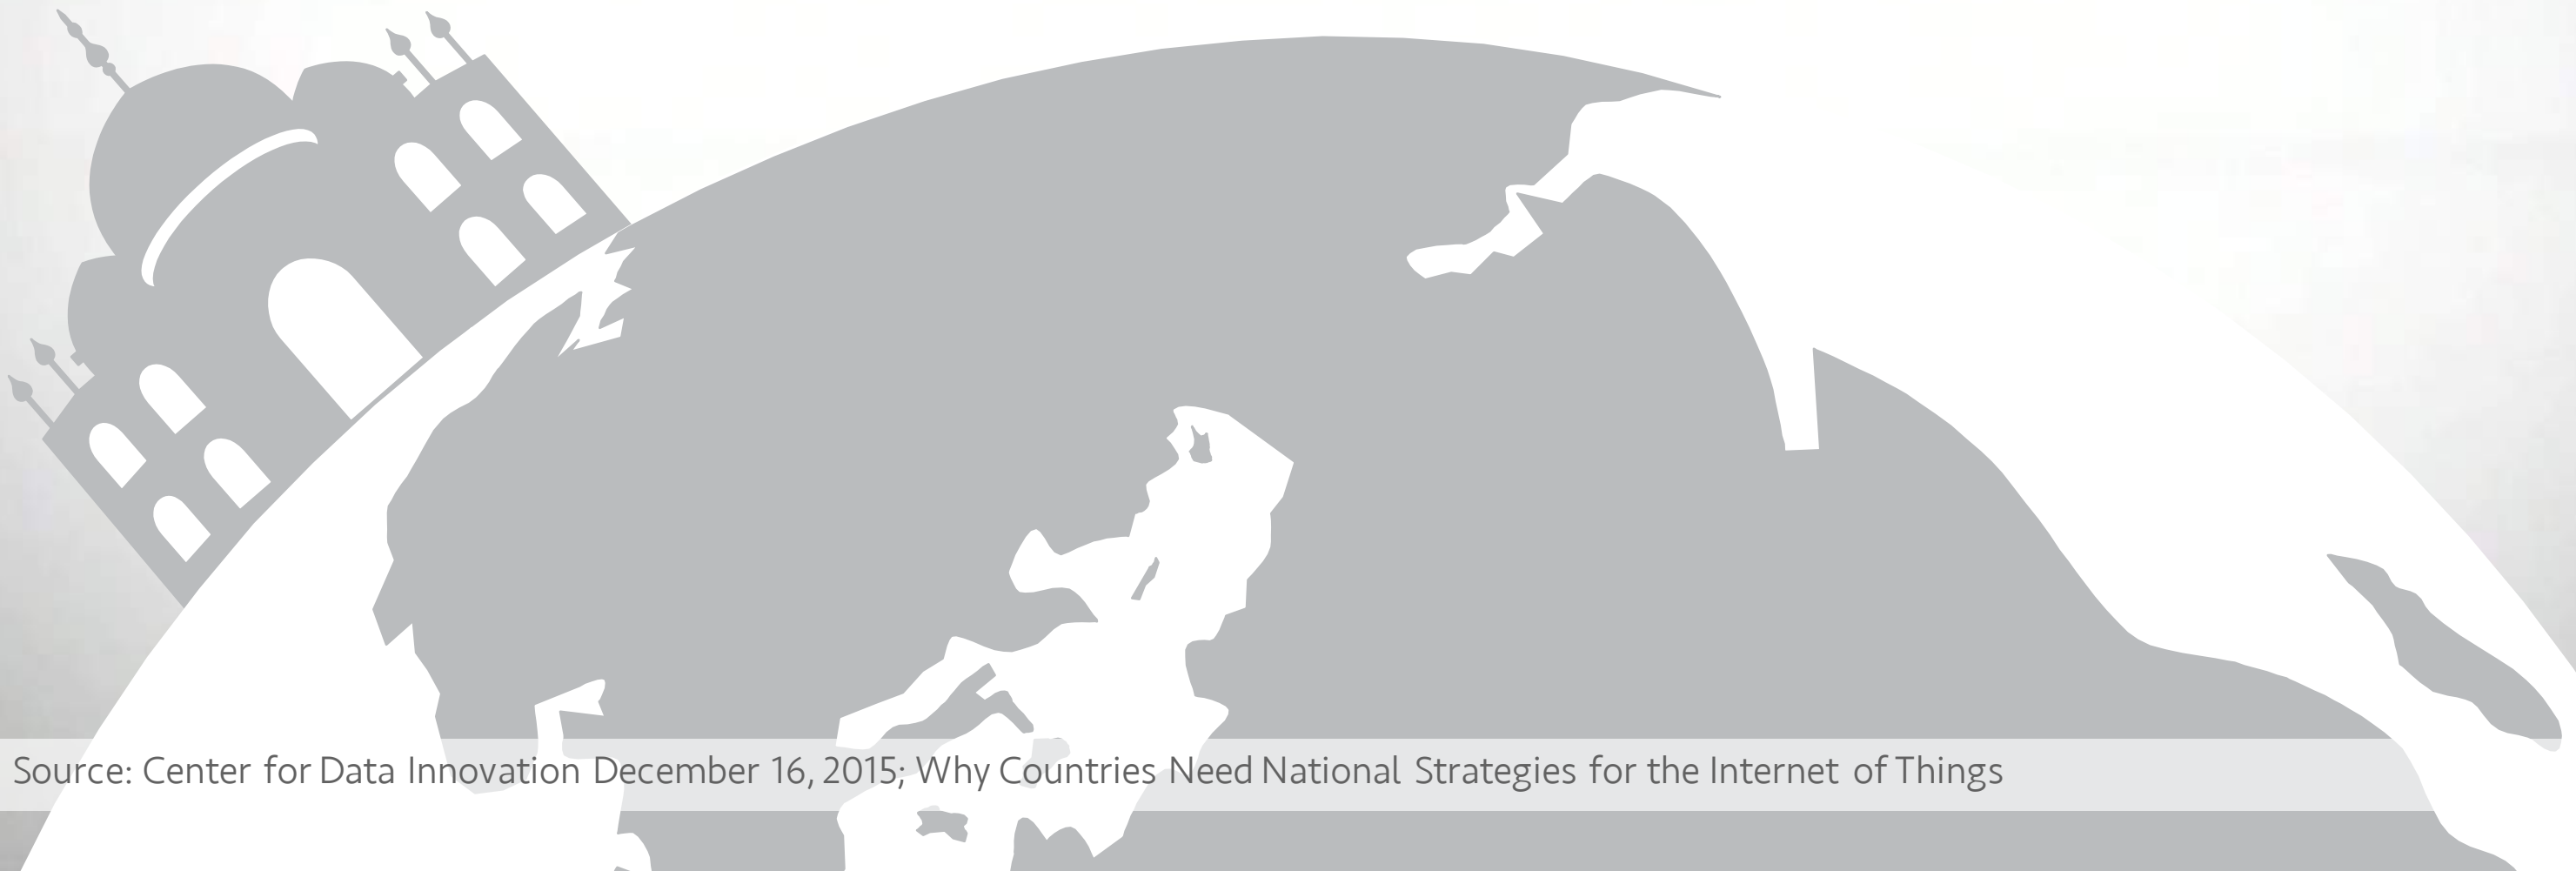 Source: Center for Data Innovation December 16, 2015; Why Countries Need National Strategies for the Internet of Things